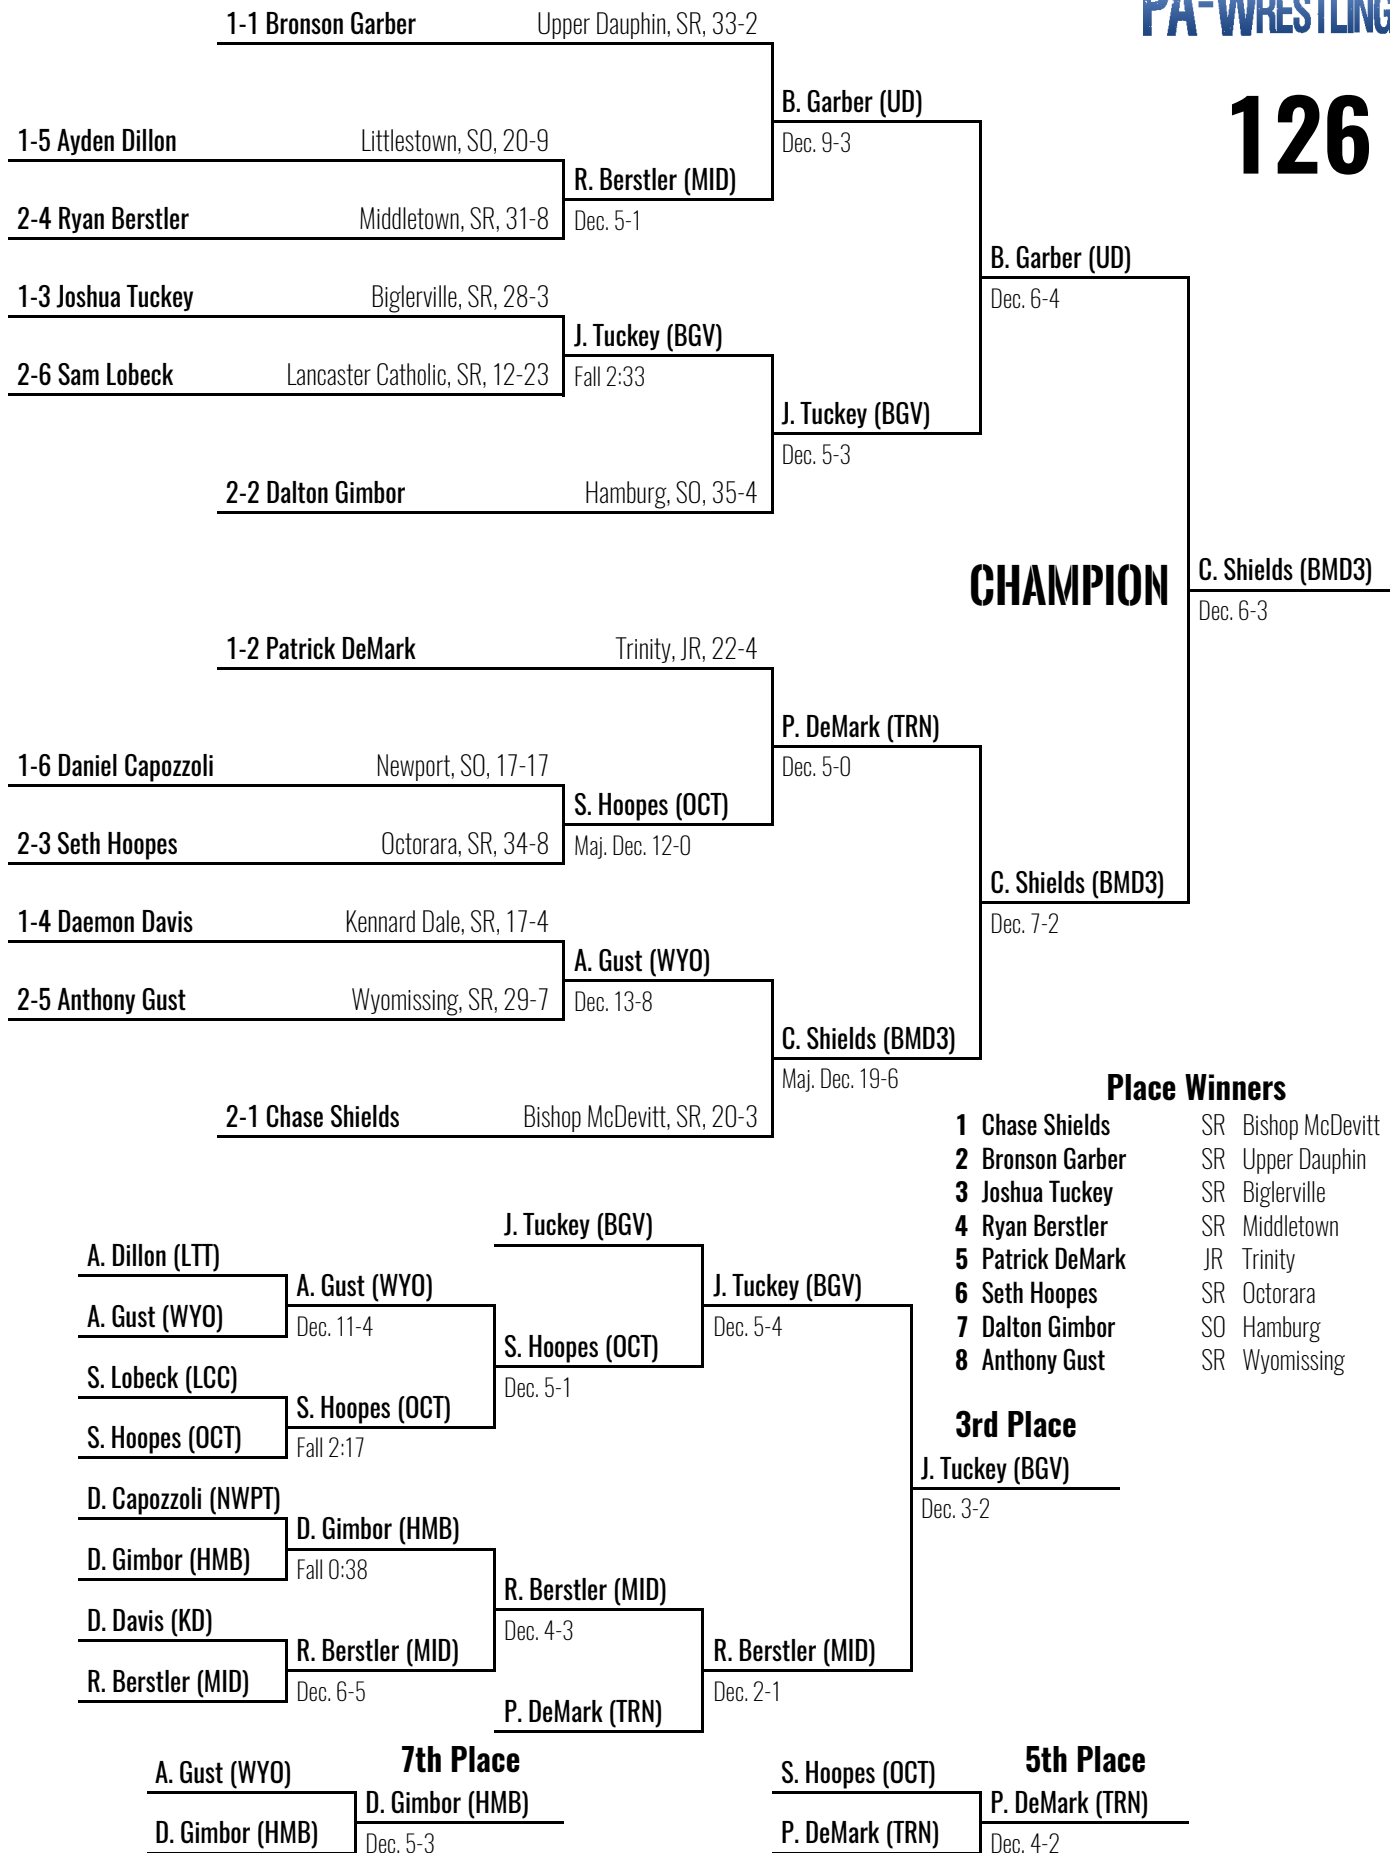 PA-WRESTLING
126
1-1 Bronson Garber Upper Dauphin, SR, 33-2
B. Garber (UD)
Dec. 9-3
1-5 Ayden Dillon Littlestown, SO, 20-9
R. Berstler (MID)
Dec. 5-1
2-4 Ryan Berstler Middletown, SR, 31-8
B. Garber (UD)
Dec. 6-4
1-3 Joshua Tuckey Biglerville, SR, 28-3
J. Tuckey (BGV)
Fall 2:33
2-6 Sam Lobeck Lancaster Catholic, SR, 12-23
J. Tuckey (BGV)
Dec. 5-3
2-2 Dalton Gimbor Hamburg, SO, 35-4
CHAMPION
C. Shields (BMD3)
Dec. 6-3
1-2 Patrick DeMark Trinity, JR, 22-4
P. DeMark (TRN)
Dec. 5-0
1-6 Daniel Capozzoli Newport, SO, 17-17
S. Hoopes (OCT)
Maj. Dec. 12-0
2-3 Seth Hoopes Octorara, SR, 34-8
C. Shields (BMD3)
Dec. 7-2
1-4 Daemon Davis Kennard Dale, SR, 17-4
A. Gust (WYO)
Dec. 13-8
2-5 Anthony Gust Wyomissing, SR, 29-7
C. Shields (BMD3)
Maj. Dec. 19-6
2-1 Chase Shields Bishop McDevitt, SR, 20-3
Place Winners
1 Chase Shields SR Bishop McDevitt
2 Bronson Garber SR Upper Dauphin
3 Joshua Tuckey SR Biglerville
4 Ryan Berstler SR Middletown
5 Patrick DeMark JR Trinity
6 Seth Hoopes SR Octorara
7 Dalton Gimbor SO Hamburg
8 Anthony Gust SR Wyomissing
J. Tuckey (BGV)
A. Dillon (LTT)
A. Gust (WYO)
Dec. 11-4
A. Gust (WYO)
J. Tuckey (BGV)
Dec. 5-4
S. Hoopes (OCT)
Dec. 5-1
S. Lobeck (LCC)
S. Hoopes (OCT)
Fall 2:17
S. Hoopes (OCT)
3rd Place
J. Tuckey (BGV)
Dec. 3-2
D. Capozzoli (NWPT)
D. Gimbor (HMB)
Fall 0:38
D. Gimbor (HMB)
R. Berstler (MID)
Dec. 4-3
D. Davis (KD)
R. Berstler (MID)
Dec. 6-5
R. Berstler (MID)
R. Berstler (MID)
Dec. 2-1
P. DeMark (TRN)
7th Place
A. Gust (WYO)
D. Gimbor (HMB)
D. Gimbor (HMB)
Dec. 5-3
5th Place
S. Hoopes (OCT)
P. DeMark (TRN)
P. DeMark (TRN)
Dec. 4-2